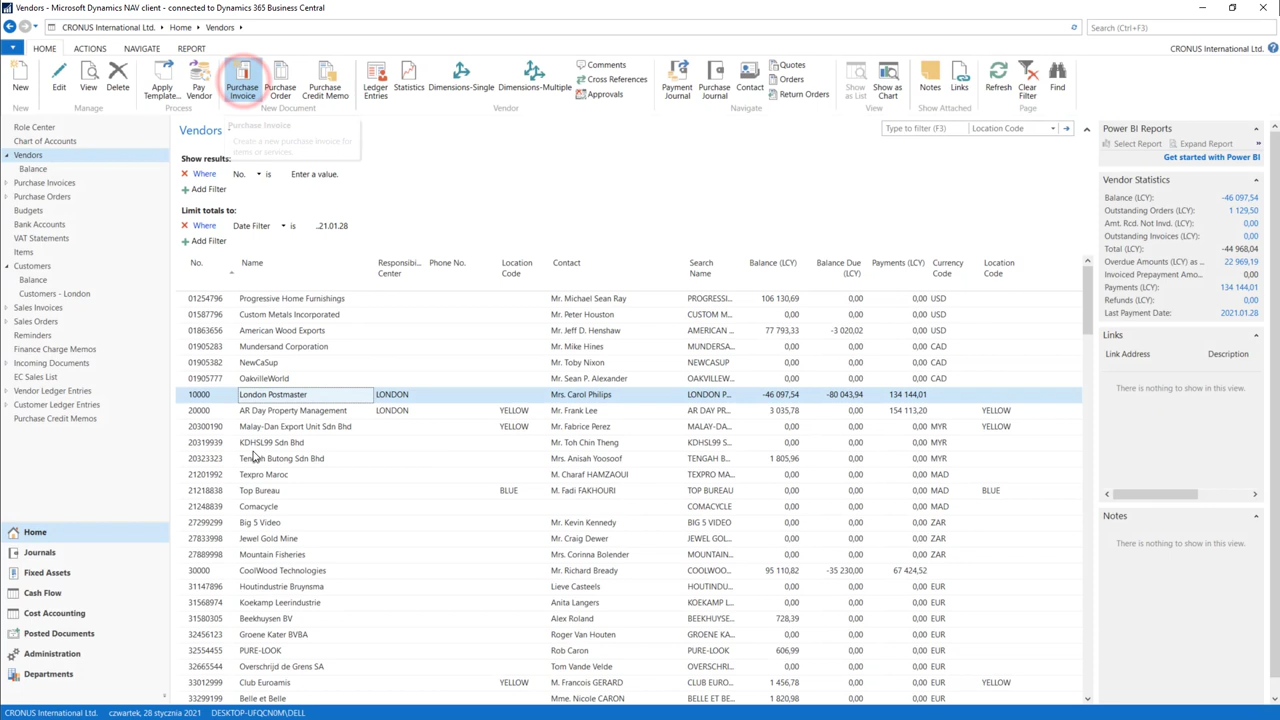 Vendors - Microsoft Dynamics NAV client - connected to Dynamics 365 Business Central
CRONUS International Ltd. Home Vendors
Search (Ctrl+F3)
HOME ACTIONS NAVIGATE REPORT
CRONUS International Ltd.
New
Edit View Delete
Manage
Apply Template... Pay Vendor
Process
Purchase Invoice Purchase Order Purchase Credit Memo
New Document
Ledger Entries Statistics Dimensions-Single Dimensions-Multiple
Comments
Cross References
Approvals
Vendor
Payment Journal Purchase Journal Contact
Quotes
Orders
Return Orders
Navigate
Show as List Show as Chart
View
Notes Links
Show Attached
Refresh Clear Filter Find
Page
Role Center
Chart of Accounts
Vendors
Balance
Purchase Invoices
Purchase Orders
Budgets
Bank Accounts
VAT Statements
Items
Customers
Balance
Customers - London
Sales Invoices
Sales Orders
Reminders
Finance Charge Memos
Incoming Documents
EC Sales List
Vendor Ledger Entries
Customer Ledger Entries
Purchase Credit Memos
Home
Journals
Fixed Assets
Cash Flow
Cost Accounting
Posted Documents
Administration
Departments
Vendors
Purchase Invoice
Create a new purchase invoice for
items or services.
Type to filter (F3) Location Code
Show results:
Where No. is Enter a value.
Add Filter
Limit totals to:
Where Date Filter is ..21.01.28
Add Filter
No. Name Responsibi... Center Phone No. Location Code Contact Search Name Balance (LCY) Balance Due (LCY) Payments (LCY) Currency Code Location Code
01254796 Progressive Home Furnishings Mr. Michael Sean Ray PROGRESSI... 106 130,69 0,00 0,00 USD
01587796 Custom Metals Incorporated Mr. Peter Houston CUSTOM M... 0,00 0,00 0,00 USD
01863656 American Wood Exports Mr. Jeff D. Henshaw AMERICAN ... 77 793,33 -3 020,02 0,00 USD
01905283 Mundersand Corporation Mr. Mike Hines MUNDERSA... 0,00 0,00 0,00 CAD
01905382 NewCaSup Mr. Toby Nixon NEWCASUP 0,00 0,00 0,00 CAD
01905777 OakvilleWorld Mr. Sean P. Alexander OAKVILLEW... 0,00 0,00 0,00 CAD
10000 London Postmaster LONDON Mrs. Carol Philips LONDON P... -46 097,54 -80 043,94 134 144,01
20000 AR Day Property Management LONDON YELLOW Mr. Frank Lee AR DAY PR... 3 035,78 0,00 154 113,20 YELLOW
20300190 Malay-Dan Export Unit Sdn Bhd YELLOW Mr. Fabrice Perez MALAY-DA... 0,00 0,00 0,00 MYR YELLOW
20319939 KDHSL99 Sdn Bhd Mr. Toh Chin Theng KDHSL99 S... 0,00 0,00 0,00 MYR
20323323 Tengah Butong Sdn Bhd Mrs. Anisah Yoosoof TENGAH B... 1 805,96 0,00 0,00 MYR
21201992 Texpro Maroc M. Charaf HAMZAOUI TEXPRO MA... 0,00 0,00 0,00 MAD
21218838 Top Bureau BLUE M. Fadi FAKHOURI TOP BUREAU 0,00 0,00 0,00 MAD BLUE
21248839 Comacycle COMACYCLE 0,00 0,00 0,00 MAD
27299299 Big 5 Video Mr. Kevin Kennedy BIG 5 VIDEO 0,00 0,00 0,00 ZAR
27833998 Jewel Gold Mine Mr. Craig Dewer JEWEL GOL... 0,00 0,00 0,00 ZAR
27889998 Mountain Fisheries Mrs. Corinna Bolender MOUNTAIN... 0,00 0,00 0,00 ZAR
30000 CoolWood Technologies Mr. Richard Bready COOLWOO... 95 110,82 -35 230,00 67 424,52
31147896 Houtindustrie Bruynsma Lieve Casteels HOUTINDU... 0,00 0,00 0,00 EUR
31568974 Koekamp Leerindustrie Anita Langers KOEKAMP L... 0,00 0,00 0,00 EUR
31580305 Beekhuysen BV Alex Roland BEEKHUYSE... 728,39 0,00 0,00 EUR
32456123 Groene Kater BVBA Roger Van Houten GROENE KA... 0,00 0,00 0,00 EUR
32554455 PURE-LOOK Rob Caron PURE-LOOK 606,99 0,00 0,00 EUR
32665544 Overschrijd de Grens SA Tom Vande Velde OVERSCHRI... 0,00 0,00 0,00 EUR
33012999 Club Euroamis YELLOW M. Francois GERARD CLUB EURO... 1 456,78 0,00 0,00 EUR YELLOW
33299199 Belle et Belle Mme. Nicole CARON BELLE ET BE... 1 820,98 0,00 0,00 EUR
Power BI Reports
Select Report Expand Report
Get started with Power BI
Vendor Statistics
Balance (LCY): -46 097,54
Outstanding Orders (LCY): 1 129,50
Amt. Rcd. Not Invd. (LCY): 0,00
Outstanding Invoices (LCY): 0,00
Total (LCY): -44 968,04
Overdue Amounts (LCY) as ... 22 969,19
Invoiced Prepayment Amo... 0,00
Payments (LCY): 134 144,01
Refunds (LCY): 0,00
Last Payment Date: 2021.01.28
Links
Link Address Description
There is nothing to show in this view.
Notes
There is nothing to show in this view.
CRONUS International Ltd. czwartek, 28 stycznia 2021 DESKTOP-UFQCN0M\DELL